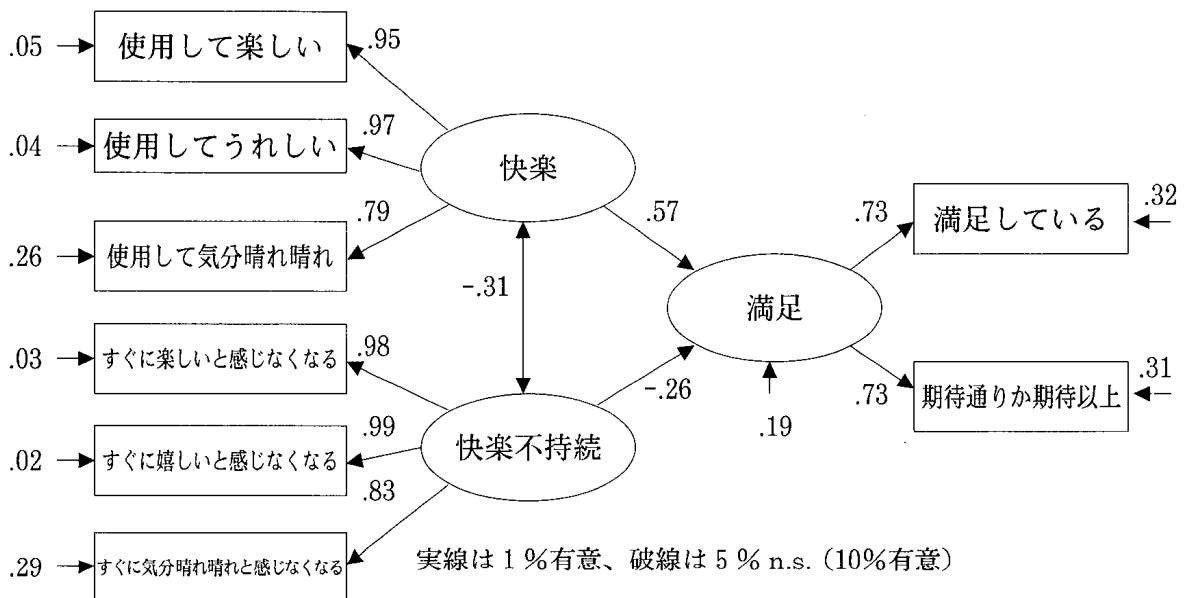 .05
使用して楽しい
.95
.04
使用してうれしい
.97
快楽
.79
.57
.26
使用して気分晴れ晴れ
.73
満足している
.32
-.31
満足
.03
すぐに楽しいと感じなくなる
.98
-.26
.73
期待通りか期待以上
.31
.19
.02
すぐに嬉しいと感じなくなる
.99
快楽不持続
.83
.29
すぐに気分晴れ晴れと感じなくなる
実線は1%有意、破線は5% n.s. (10%有意)